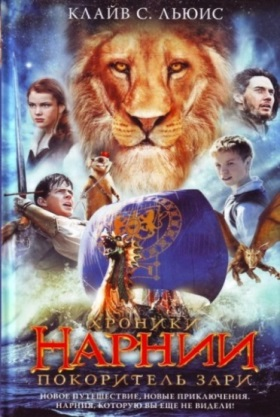 КЛАЙВ С. ЛЬЮИС
ХРОНИКИ
НАРНИИ
ПОКОРИТЕЛЬ ЗАРИ
НОВОЕ ПУТЕШЕСТВИЕ, НОВЫЕ ПРИКЛЮЧЕНИЯ.
НАРНИЯ, КОТОРУЮ ВЫ ЕЩЕ НЕ ВИДЕЛИ!